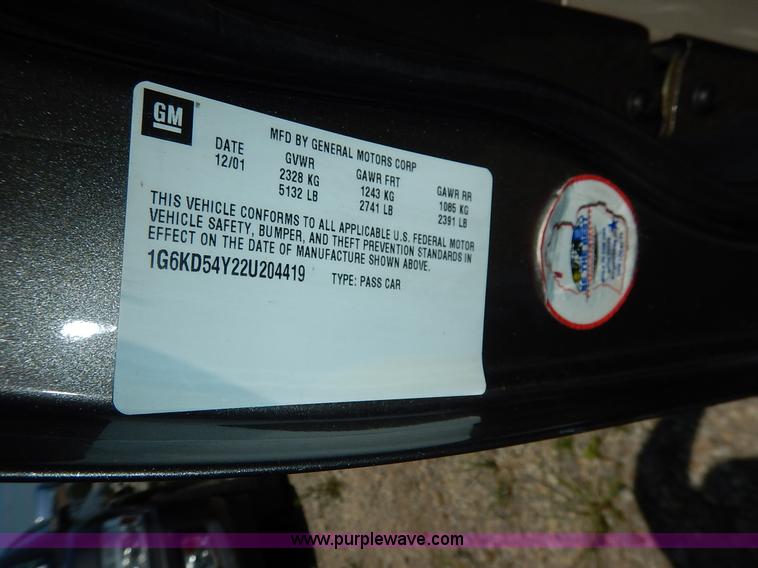 GM
MFD BY GENERAL MOTORS CORP
DATE GVWR GAWR FRT GAWR RR
12/01 2328 KG 1243 KG 1085 KG
5132 LB 2741 LB 2391 LB
THIS VEHICLE CONFORMS TO ALL APPLICABLE U.S. FEDERAL MOTOR
VEHICLE SAFETY, BUMPER, AND THEFT PREVENTION STANDARDS IN
EFFECT ON THE DATE OF MANUFACTURE SHOWN ABOVE.
1G6KD54Y22U204419 TYPE: PASS CAR
www.purplewave.com